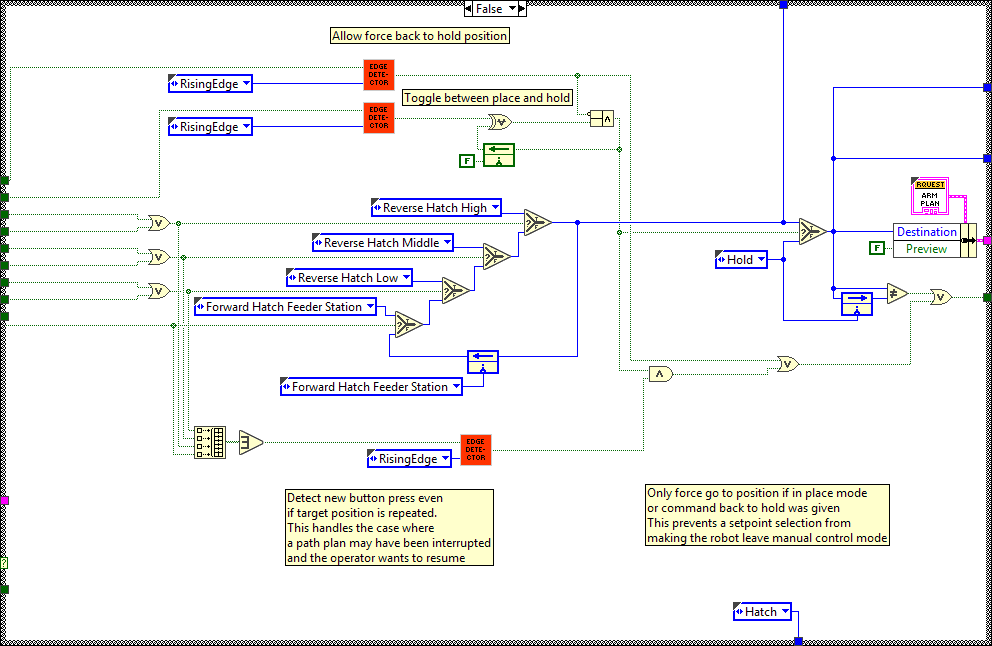 False
Allow force back to hold position
EDGE
DETE-
CTOR
RisingEdge
Toggle between place and hold
EDGE
DETE-
CTOR
RisingEdge
F
Reverse Hatch High
Reverse Hatch Middle
Reverse Hatch Low
Forward Hatch Feeder Station
Forward Hatch Feeder Station
RQUEST
ARM
PLAN
Destination
F
Preview
Hold
EDGE
DETE-
CTOR
RisingEdge
Detect new button press even
if target position is repeated.
This handles the case where
a path plan may have been interrupted
and the operator wants to resume
Only force go to position if in place mode
or command back to hold was given
This prevents a setpoint selection from
making the robot leave manual control mode
Hatch